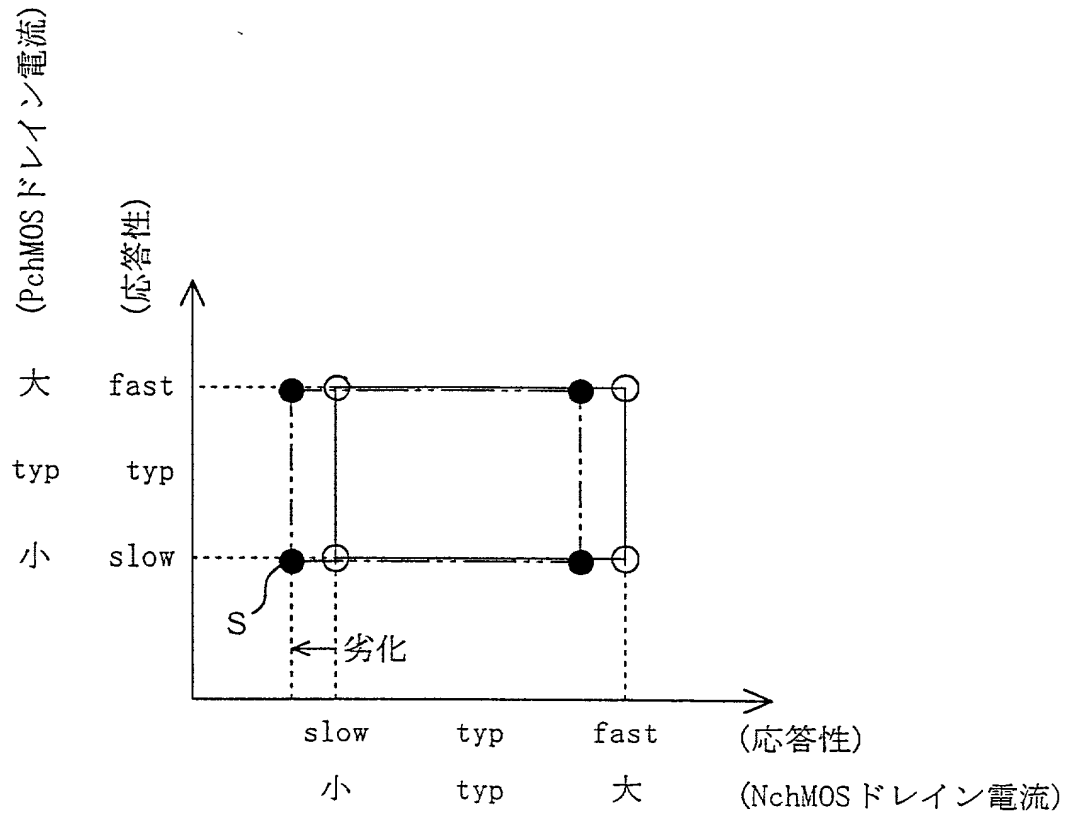 (PchMOSドレイン電流)
(応答性)
大 fast
typ typ
小 slow
S
劣化
slow typ fast (応答性)
小 typ 大 (NchMOSドレイン電流)